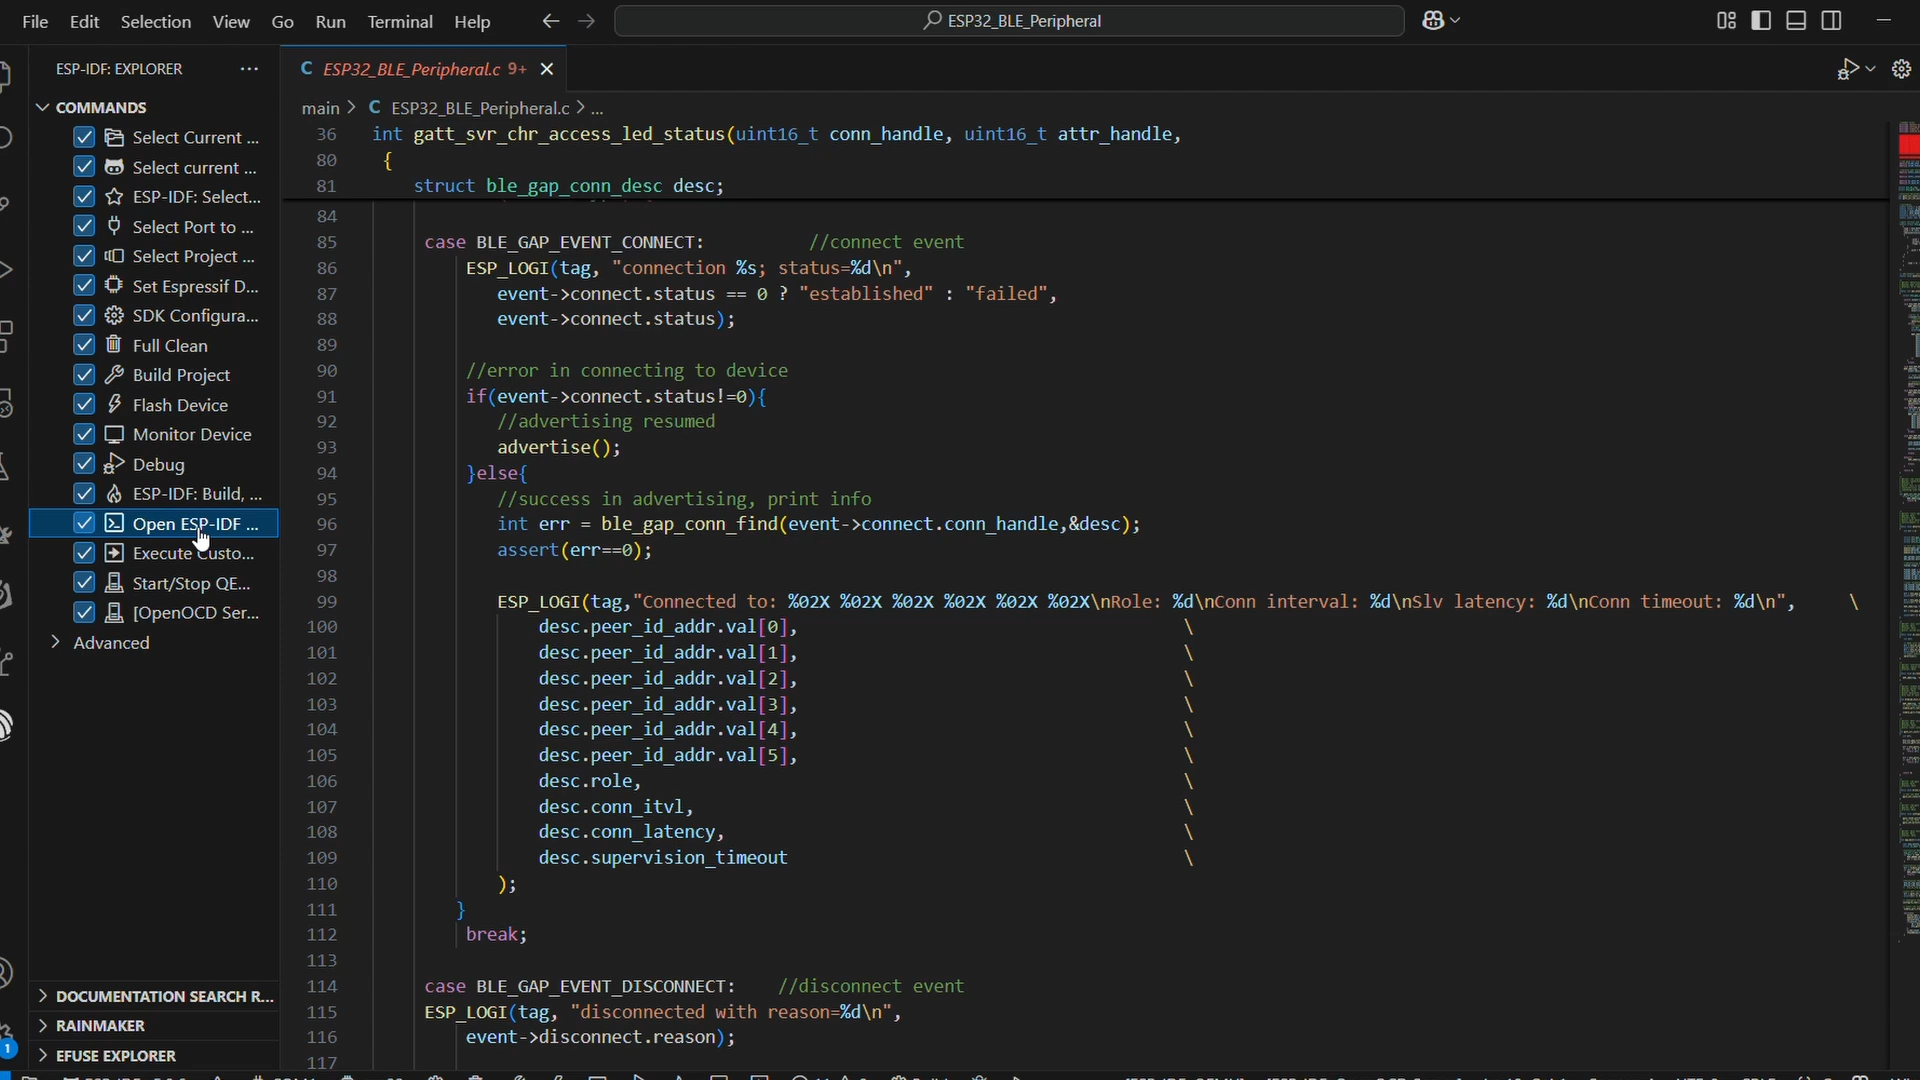 File Edit Selection View Go Run Terminal Help
ESP32_BLE_Peripheral
ESP-IDF: EXPLORER
COMMANDS
Select Current ...
Select current ...
ESP-IDF: Select...
Select Port to ...
Select Project ...
Set Espressif D...
SDK Configura...
Full Clean
Build Project
Flash Device
Monitor Device
Debug
ESP-IDF: Build, ...
Open ESP-IDF ...
Execute Custo...
Start/Stop QE...
[OpenOCD Ser...
Advanced
DOCUMENTATION SEARCH R...
RAINMAKER
EFUSE EXPLORER
1
C ESP32_BLE_Peripheral.c 9+
main > C ESP32_BLE_Peripheral.c > ...
36 int gatt_svr_chr_access_led_status(uint16_t conn_handle, uint16_t attr_handle,
80 {
81 struct ble_gap_conn_desc desc;
84
85 case BLE_GAP_EVENT_CONNECT: //connect event
86 ESP_LOGI(tag, "connection %s; status=%d\n",
87 event->connect.status == 0 ? "established" : "failed",
88 event->connect.status);
89
90 //error in connecting to device
91 if(event->connect.status!=0){
92 //advertising resumed
93 advertise();
94 }else{
95 //success in advertising, print info
96 int err = ble_gap_conn_find(event->connect.conn_handle,&desc);
97 assert(err==0);
98
99 ESP_LOGI(tag,"Connected to: %02X %02X %02X %02X %02X %02X\nRole: %d\nConn interval: %d\nSlv latency: %d\nConn timeout: %d\n", \
100 desc.peer_id_addr.val[0], \
101 desc.peer_id_addr.val[1], \
102 desc.peer_id_addr.val[2], \
103 desc.peer_id_addr.val[3], \
104 desc.peer_id_addr.val[4], \
105 desc.peer_id_addr.val[5], \
106 desc.role, \
107 desc.conn_itvl, \
108 desc.conn_latency, \
109 desc.supervision_timeout \
110 );
111 }
112 break;
113
114 case BLE_GAP_EVENT_DISCONNECT: //disconnect event
115 ESP_LOGI(tag, "disconnected with reason=%d\n",
116 event->disconnect.reason);
117